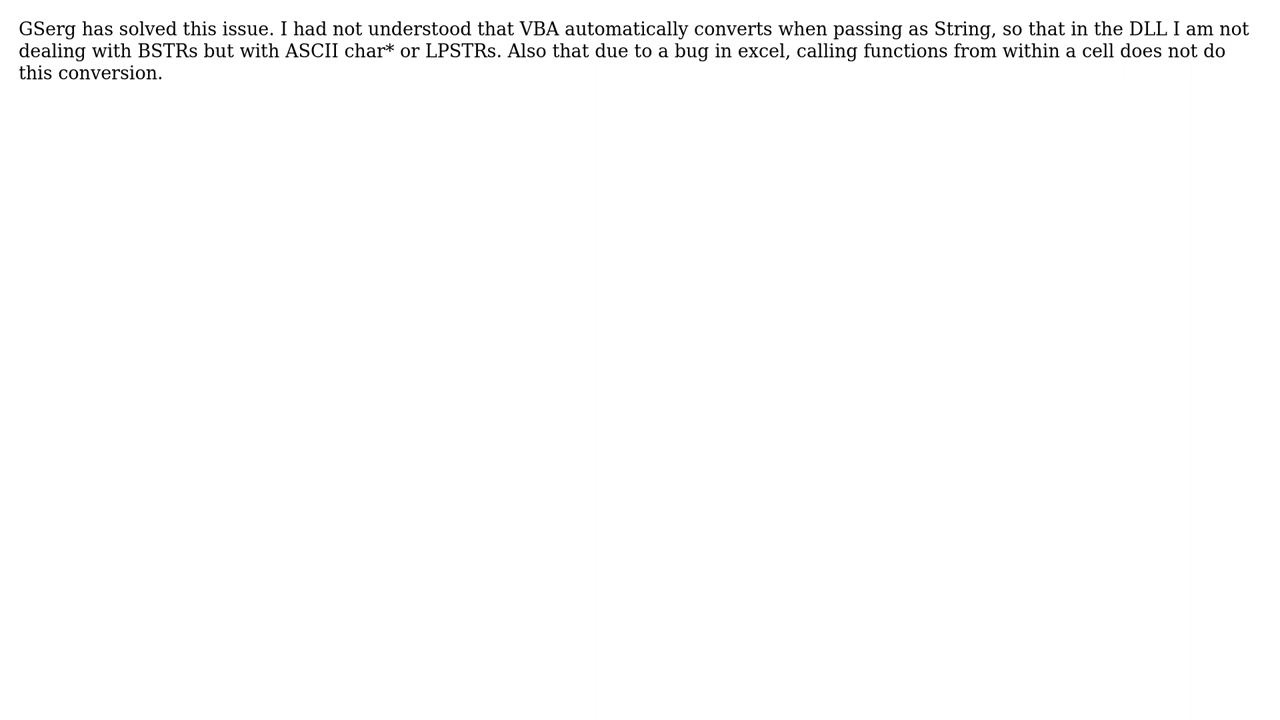 GSerg has solved this issue. I had not understood that VBA automatically converts when passing as String, so that in the DLL I am not
dealing with BSTRs but with ASCII char* or LPSTRs. Also that due to a bug in excel, calling functions from within a cell does not do
this conversion.